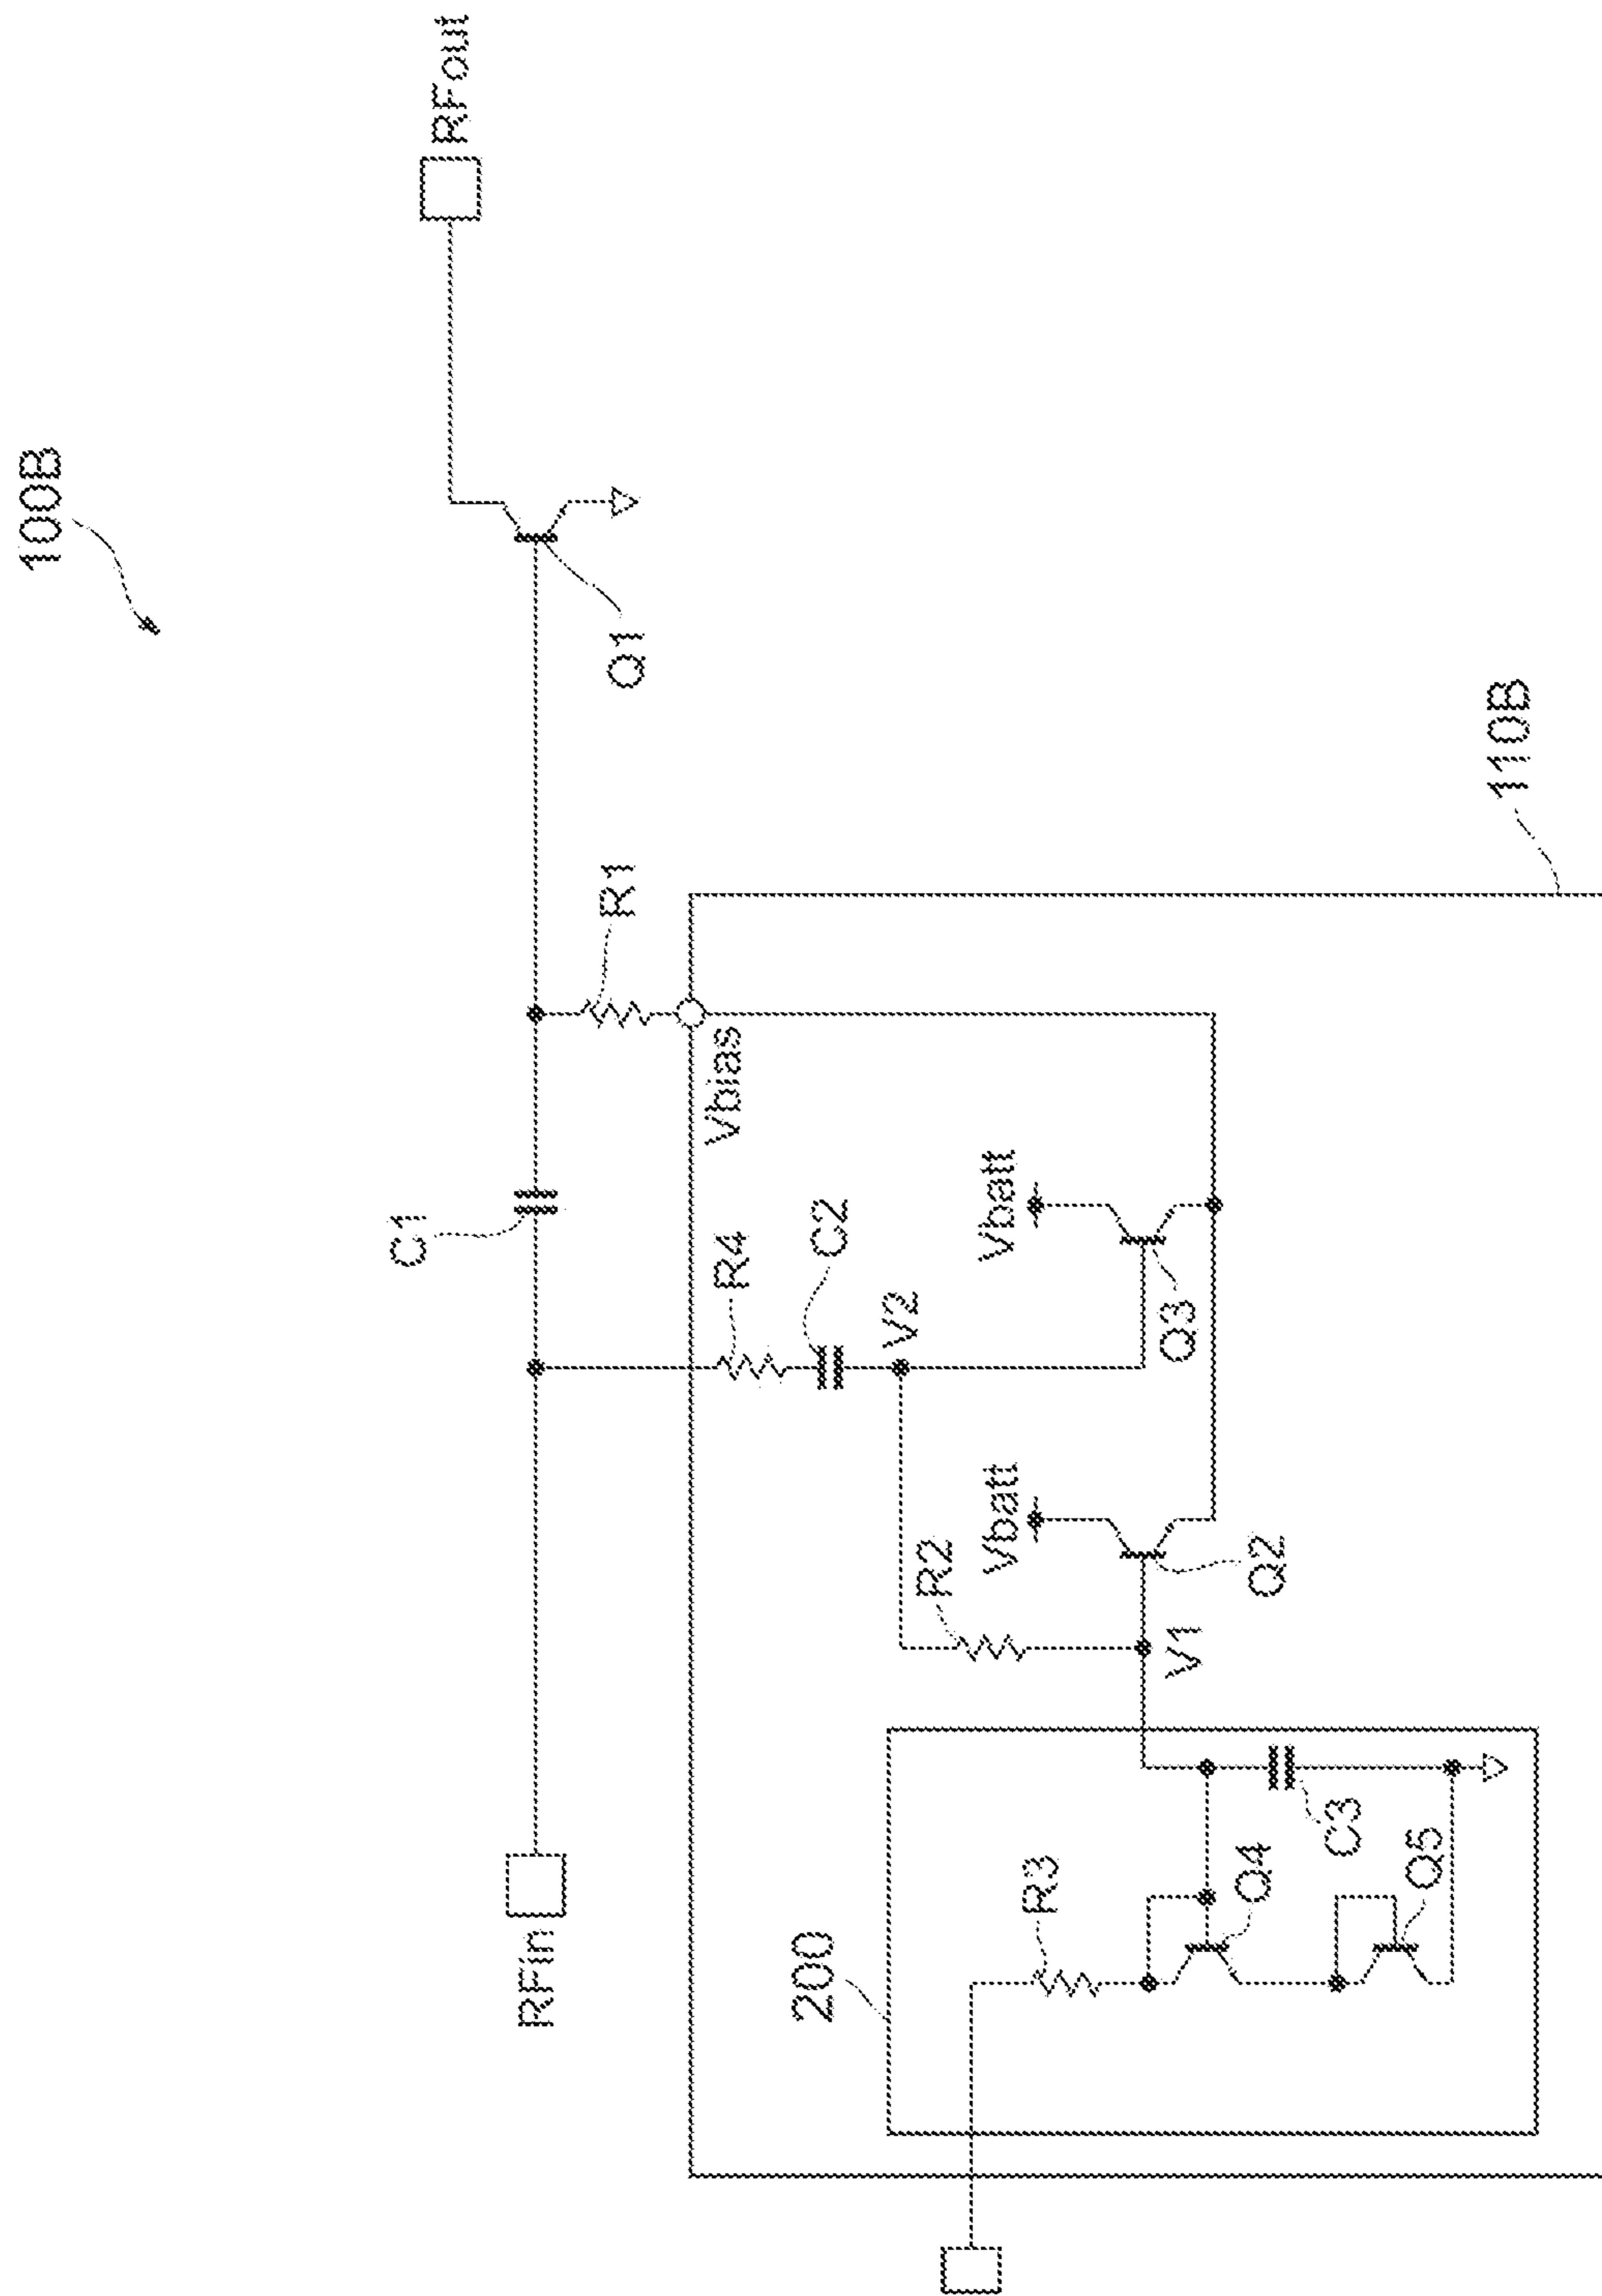 100B
RFout
Q1
C1
R1
RFin
R4
Vbias
C2
V2
Vbatt
Vbatt
Q3
R2
Q2
V1
200
R3
Q4
C3
Q5
110B